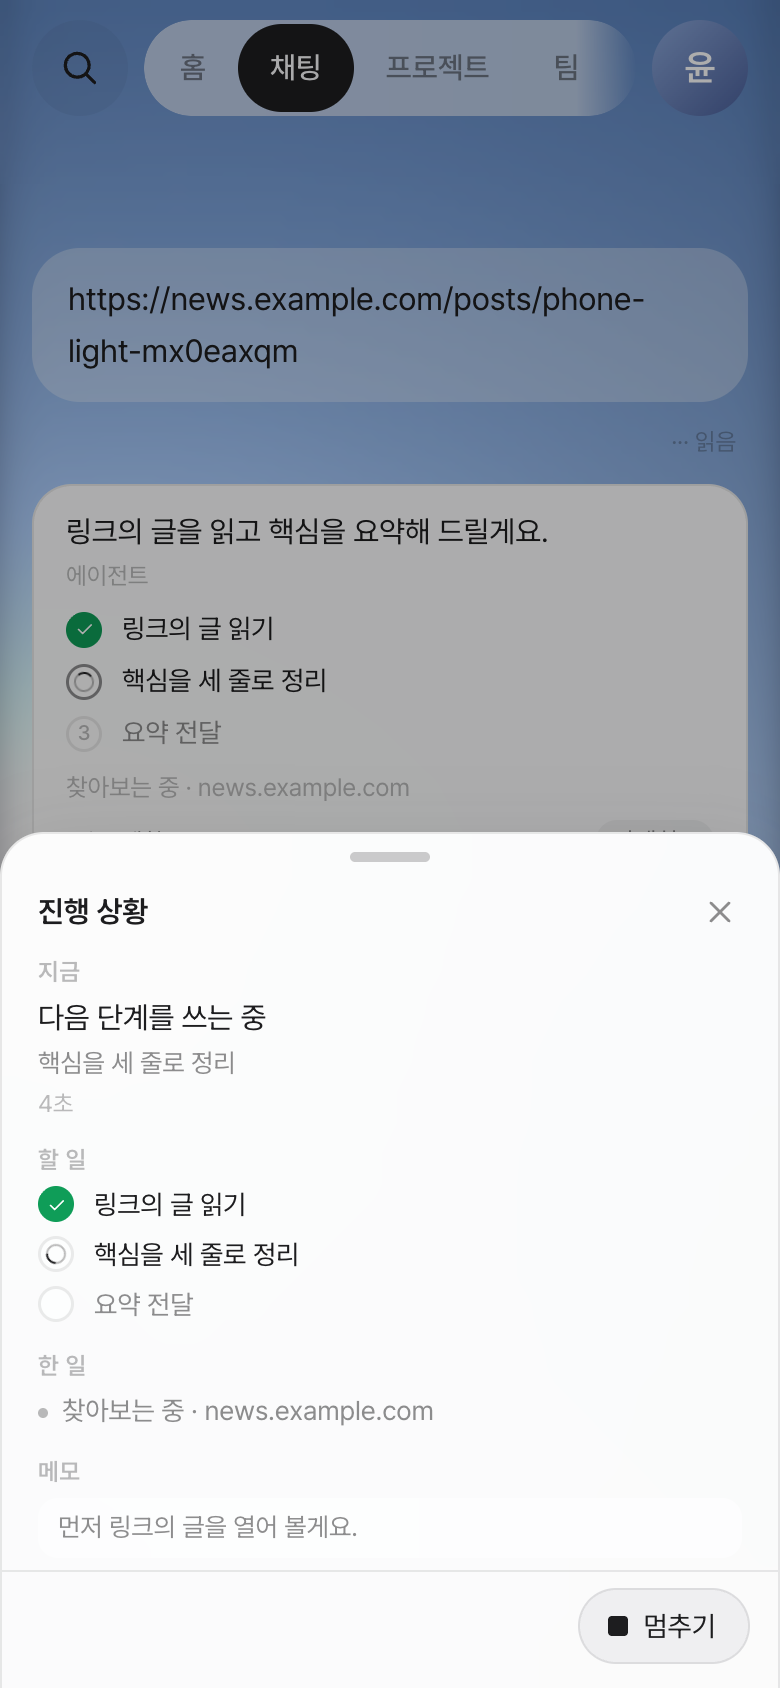 홈 채팅 프로젝트 팀 윤
https://news.example.com/posts/phone-
light-mx0eaxqm
··· 읽음
링크의 글을 읽고 핵심을 요약해 드릴게요.
에이전트
링크의 글 읽기
핵심을 세 줄로 정리
3 요약 전달
찾아보는 중 · news.example.com
진행 상황
지금
다음 단계를 쓰는 중
핵심을 세 줄로 정리
4초
할 일
링크의 글 읽기
핵심을 세 줄로 정리
요약 전달
한 일
찾아보는 중 · news.example.com
메모
먼저 링크의 글을 열어 볼게요.
멈추기